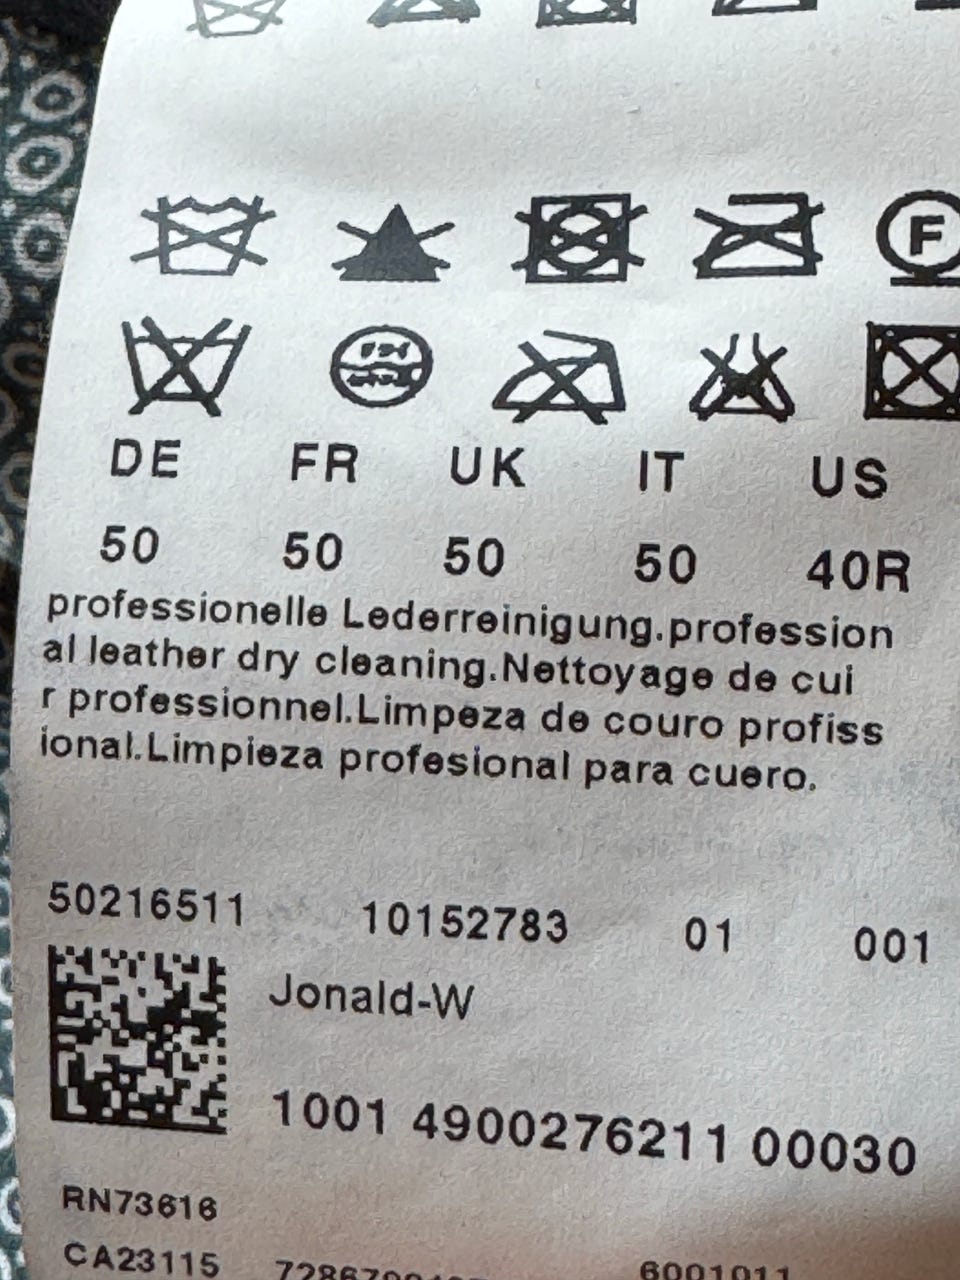 F
DE FR UK IT US
50 50 50 50 40R
professionelle Lederreinigung.profession
al leather dry cleaning.Nettoyage de cui
r professionnel.Limpeza de couro profiss
ional.Limpieza profesional para cuero.
50216511 10152783 01 001
Jonald-W
1001 4900276211 00030
RN73616
CA23115 6001011